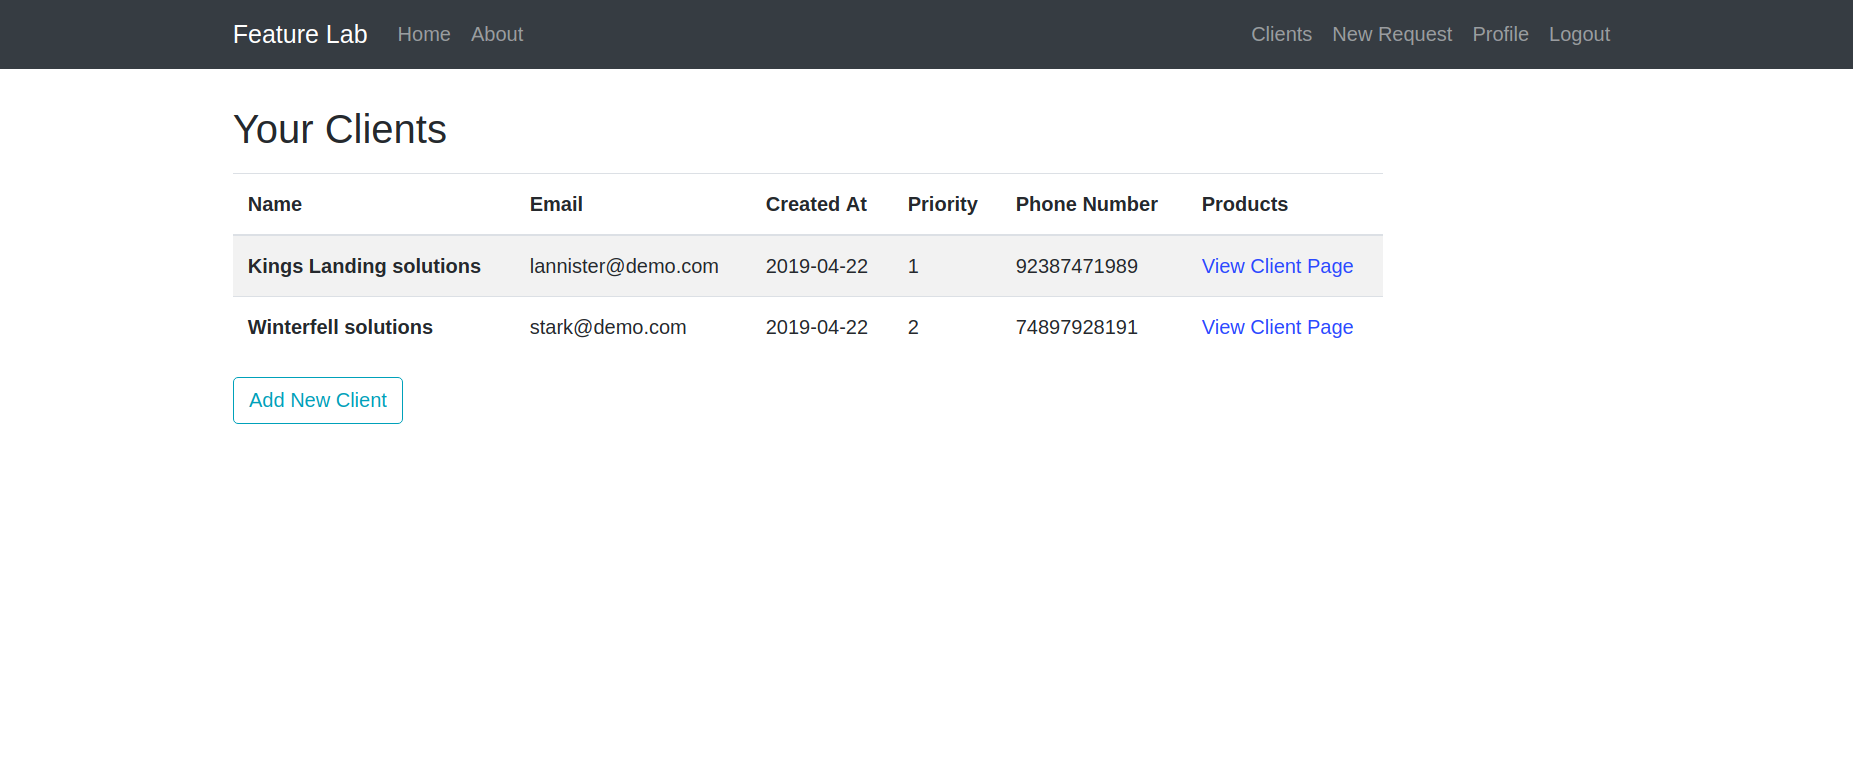 Feature Lab Home About Clients New Request Profile Logout
Your Clients
Name Email Created At Priority Phone Number Products
Kings Landing solutions lannister@demo.com 2019-04-22 1 92387471989 View Client Page
Winterfell solutions stark@demo.com 2019-04-22 2 74897928191 View Client Page
Add New Client